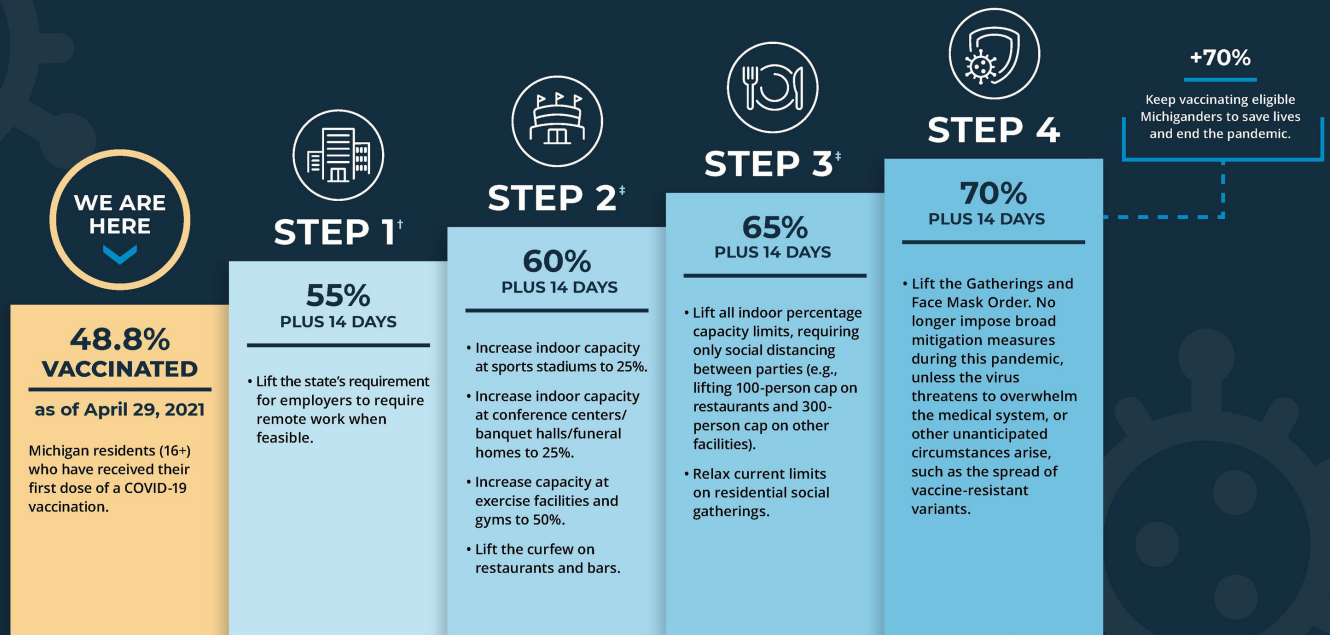 WE ARE
HERE
48.8%
VACCINATED
as of April 29, 2021
Michigan residents (16+)
who have received their
first dose of a COVID-19
vaccination.
STEP 1†
55%
PLUS 14 DAYS
• Lift the state's requirement
for employers to require
remote work when
feasible.
STEP 2‡
60%
PLUS 14 DAYS
• Increase indoor capacity
at sports stadiums to 25%.
• Increase indoor capacity
at conference centers/
banquet halls/funeral
homes to 25%.
• Increase capacity at
exercise facilities and
gyms to 50%.
• Lift the curfew on
restaurants and bars.
STEP 3‡
65%
PLUS 14 DAYS
• Lift all indoor percentage
capacity limits, requiring
only social distancing
between parties (e.g.,
lifting 100-person cap on
restaurants and 300-
person cap on other
facilities).
• Relax current limits
on residential social
gatherings.
STEP 4
70%
PLUS 14 DAYS
• Lift the Gatherings and
Face Mask Order. No
longer impose broad
mitigation measures
during this pandemic,
unless the virus
threatens to overwhelm
the medical system, or
other unanticipated
circumstances arise,
such as the spread of
vaccine-resistant
variants.
+70%
Keep vaccinating eligible
Michiganders to save lives
and end the pandemic.